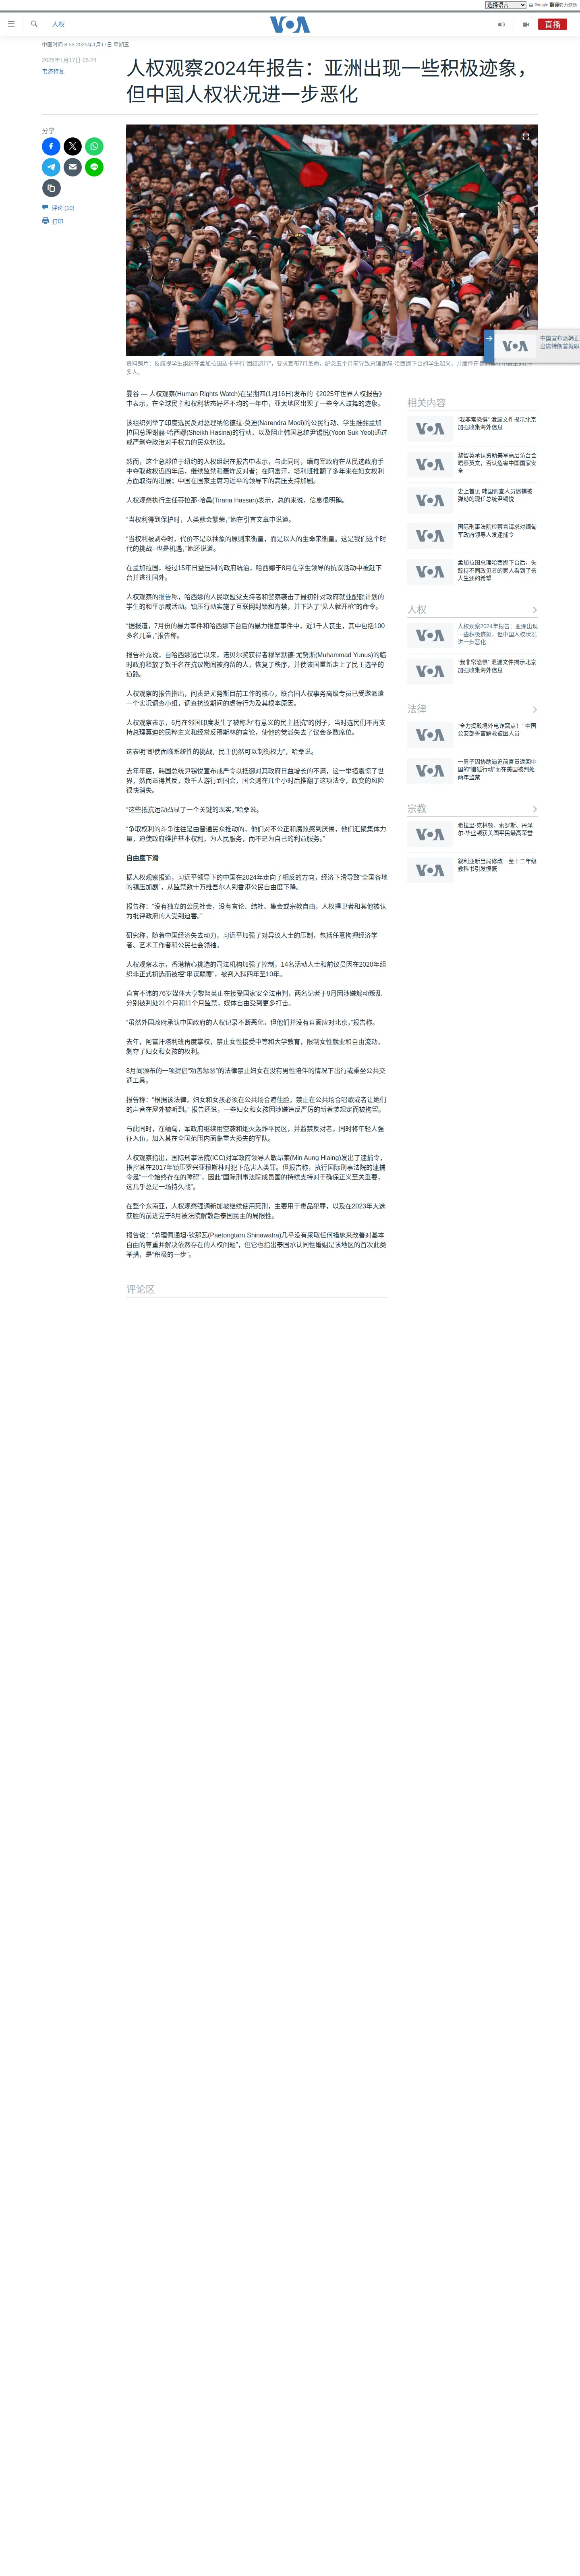 选择语言
由 Google 翻译强力驱动
人权
VOA
直播
中国时间 8:53 2025年1月17日 星期五
2025年1月17日 05:24
韦济特瓦
人权观察2024年报告：亚洲出现一些积极迹象，
但中国人权状况进一步恶化
分享
评论 (10)
打印
中国宣布派韩正
出席特朗普就职
资料照片：反歧视学生组织在孟加拉国达卡举行“团结游行”，要求宣布7月革命，纪念五个月前导致总理谢赫·哈西娜下台的学生起义，并缅怀在暴
多人。
曼谷 — 人权观察(Human Rights Watch)在星期四(1月16日)发布的《2025年世界人权报告》
中表示，在全球民主和权利状态好坏不均的一年中，亚太地区出现了一些令人鼓舞的迹象。
该组织列举了印度选民反对总理纳伦德拉·莫迪(Narendra Modi)的公民行动、学生推翻孟加
拉国总理谢赫·哈西娜(Sheikh Hasina)的行动，以及阻止韩国总统尹锡悦(Yoon Suk Yeol)通过
戒严剥夺政治对手权力的民众抗议。
然而，这个总部位于纽约的人权组织在报告中表示，与此同时，缅甸军政府在从民选政府手
中夺取政权近四年后，继续监禁和轰炸反对者；在阿富汗，塔利班推翻了多年来在妇女权利
方面取得的进展；中国在国家主席习近平的领导下的高压支持加剧。
人权观察执行主任蒂拉那·哈桑(Tirana Hassan)表示，总的来说，信息很明确。
“当权利得到保护时，人类就会繁荣，”她在引言文章中说道。
“当权利被剥夺时，代价不是以抽象的原则来衡量，而是以人的生命来衡量。这是我们这个时
代的挑战--也是机遇，”她还说道。
在孟加拉国，经过15年日益压制的政府统治，哈西娜于8月在学生领导的抗议活动中被赶下
台并逃往国外。
人权观察的报告称，哈西娜的人民联盟党支持者和警察袭击了最初针对政府就业配额计划的
学生的和平示威活动。镇压行动实施了互联网封锁和宵禁，并下达了“见人就开枪”的命令。
“据报道，7月份的暴力事件和哈西娜下台后的暴力报复事件中，近1千人丧生，其中包括100
多名儿童，”报告称。
报告补充说，自哈西娜逃亡以来，诺贝尔奖获得者穆罕默德·尤努斯(Muhammad Yunus)的临
时政府释放了数千名在抗议期间被拘留的人，恢复了秩序，并使该国重新走上了民主选举的
道路。
人权观察的报告指出，问责是尤努斯目前工作的核心，联合国人权事务高级专员已受邀派遣
一个实况调查小组，调查抗议期间的虐待行为及其根本原因。
人权观察表示，6月在邻国印度发生了被称为“有意义的民主抵抗”的例子，当时选民们不再支
持总理莫迪的民粹主义和经常反穆斯林的言论，使他的党派失去了议会多数席位。
这表明“即使面临系统性的挑战，民主仍然可以制衡权力”，哈桑说。
去年年底，韩国总统尹锡悦宣布戒严令以抵御对其政府日益增长的不满，这一举措震惊了世
界，然而适得其反，数千人游行到国会，国会则在几个小时后推翻了这项法令，政变的风险
很快消失。
“这些抵抗运动凸显了一个关键的现实，”哈桑说。
“争取权利的斗争往往是由普通民众推动的，他们对不公正和腐败感到厌倦，他们汇聚集体力
量，迫使政府维护基本权利，为人民服务，而不是为自己的利益服务。”
自由度下滑
据人权观察报道，习近平领导下的中国在2024年走向了相反的方向，经济下滑导致“全国各地
的镇压加剧”，从监禁数十万维吾尔人到香港公民自由度下降。
报告称：“没有独立的公民社会，没有言论、结社、集会或宗教自由，人权捍卫者和其他被认
为批评政府的人受到迫害。”
研究称，随着中国经济失去动力，习近平加强了对异议人士的压制，包括任意拘押经济学
者、艺术工作者和公民社会领袖。
人权观察表示，香港精心挑选的司法机构加强了控制，14名活动人士和前议员因在2020年组
织非正式初选而被控“串谋颠覆”，被判入狱四年至10年。
直言不讳的76岁媒体大亨黎智英正在接受国家安全法审判，两名记者于9月因涉嫌煽动叛乱
分别被判处21个月和11个月监禁，媒体自由受到更多打击。
“虽然外国政府承认中国政府的人权记录不断恶化，但他们并没有直面应对北京，”报告称。
去年，阿富汗塔利班再度掌权，禁止女性接受中等和大学教育，限制女性就业和自由流动，
剥夺了妇女和女孩的权利。
8月间颁布的一项提倡“劝善惩恶”的法律禁止妇女在没有男性陪伴的情况下出行或乘坐公共交
通工具。
报告称：“根据该法律，妇女和女孩必须在公共场合遮住脸，禁止在公共场合唱歌或者让她们
的声音在屋外被听到。” 报告还说，一些妇女和女孩因涉嫌违反严厉的新着装规定而被拘留。
与此同时，在缅甸，军政府继续用空袭和炮火轰炸平民区，并监禁反对者，同时将年轻人强
征入伍，加入其在全国范围内面临重大损失的军队。
人权观察指出，国际刑事法院(ICC)对军政府领导人敏昂莱(Min Aung Hlaing)发出了逮捕令，
指控其在2017年镇压罗兴亚穆斯林时犯下危害人类罪。但报告称，执行国际刑事法院的逮捕
令是“一个始终存在的障碍”，因此“国际刑事法院成员国的持续支持对于确保正义至关重要，
这几乎总是一场持久战”。
在整个东南亚，人权观察强调新加坡继续使用死刑，主要用于毒品犯罪，以及在2023年大选
获胜的前进党于8月被法院解散后泰国民主的局限性。
报告说：“总理佩通坦·钦那瓦(Paetongtarn Shinawatra)几乎没有采取任何措施来改善对基本
自由的尊重并解决依然存在的人权问题”，但它也指出泰国承认同性婚姻是该地区的首次此类
举措，是“积极的一步”。
评论区
相关内容
“我非常恐惧” 泄漏文件揭示北京
加强收集海外信息
黎智英承认资助美军高层访台会
晤蔡英文，否认危害中国国家安
全
史上首见 韩国调查人员逮捕被
弹劾的现任总统尹锡悦
国际刑事法院检察官请求对缅甸
军政府领导人发逮捕令
孟加拉国总理哈西娜下台后，失
踪持不同政见者的家人看到了亲
人生还的希望
人权
人权观察2024年报告：亚洲出现
一些积极迹象，但中国人权状况
进一步恶化
“我非常恐惧” 泄漏文件揭示北京
加强收集海外信息
法律
“全力捣毁境外电诈窝点！” 中国
公安部誓言解救被困人员
一男子因协助逼迫前官员返回中
国的“猎狐行动”而在美国被判处
两年监禁
宗教
希拉里·克林顿、索罗斯、丹泽
尔·华盛顿获美国平民最高荣誉
叙利亚新当局修改一至十二年级
教科书引发愤慨